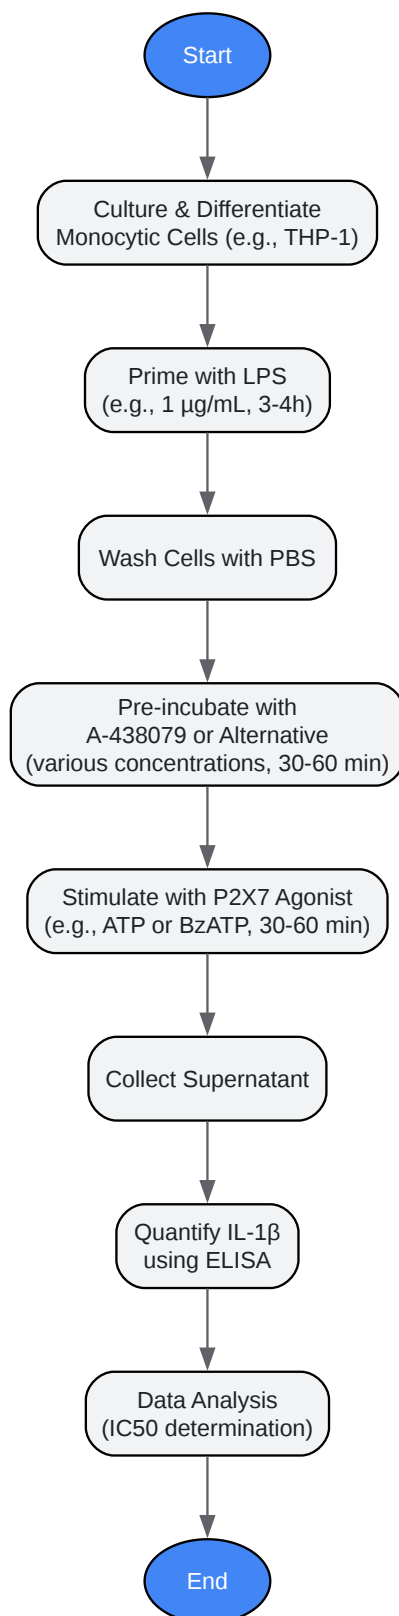 Start
Culture & Differentiate
Monocytic Cells (e.g., THP-1)
Prime with LPS
(e.g., 1 µg/mL, 3-4h)
Wash Cells with PBS
Pre-incubate with
A-438079 or Alternative
(various concentrations, 30-60 min)
Stimulate with P2X7 Agonist
(e.g., ATP or BzATP, 30-60 min)
Collect Supernatant
Quantify IL-1β
using ELISA
Data Analysis
(IC50 determination)
End